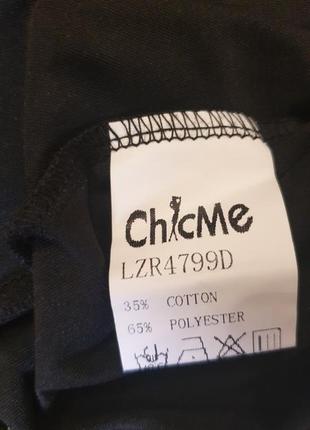 ChicMe
LZR4799D
35% COTTON
65% POLYESTER